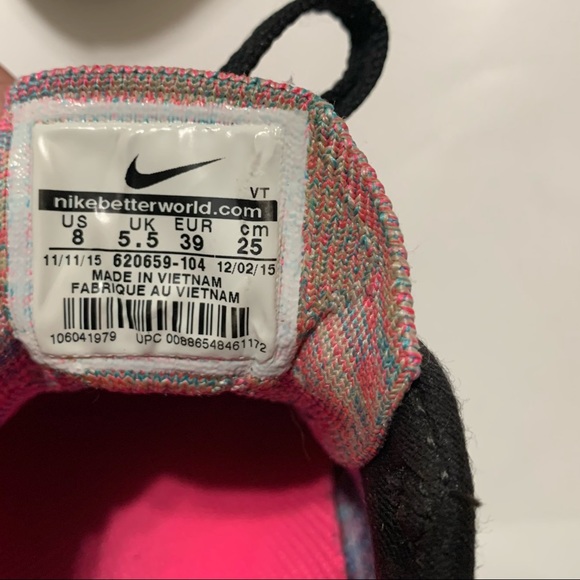 VT
nikebetterworld.com
US UK EUR cm
8 5.5 39 25
11/11/15 620659-104 12/02/15
MADE IN VIETNAM
FABRIQUE AU VIETNAM
106041979 UPC 00886548461172